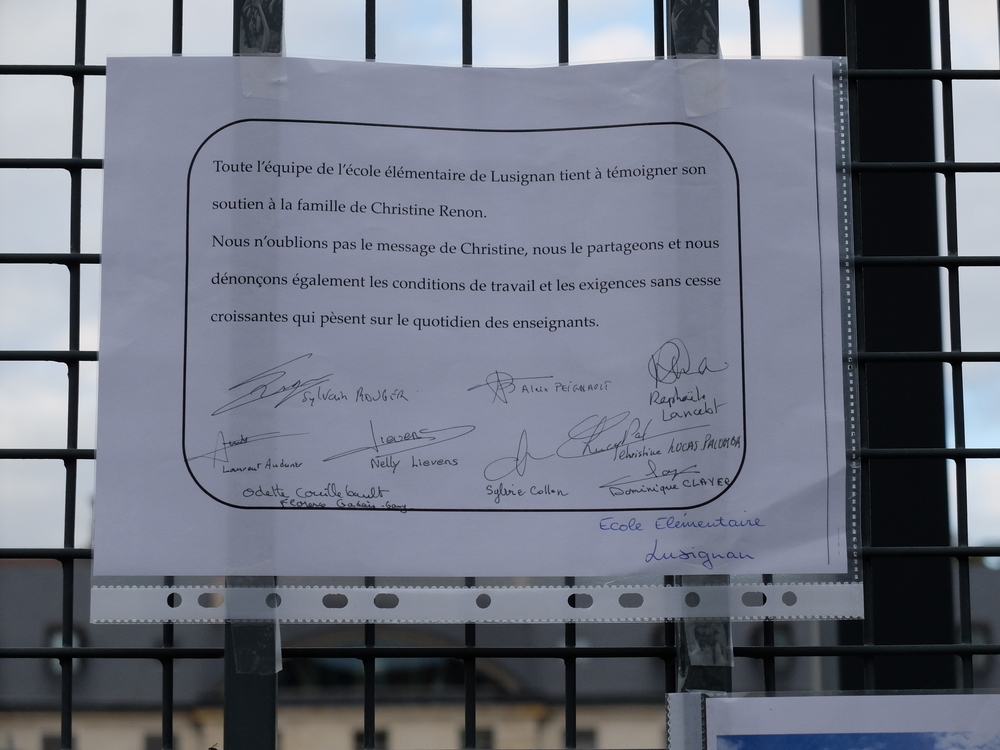 Toute l'équipe de l'école élémentaire de Lusignan tient à témoigner son
soutien à la famille de Christine Renon.
Nous n'oublions pas le message de Christine, nous le partageons et nous
dénonçons également les conditions de travail et les exigences sans cesse
croissantes qui pèsent sur le quotidien des enseignants.
Sylvain ROUGER
Alain PEIGNAULT
Raphaële
Lancelot
Laurent
Lievens
Nelly Lievens
Sylvie Collon
Christine LUCAS PALOMBA
Dominique CLAYER
Odette
Florence
Ecole Elémentaire
Lusignan